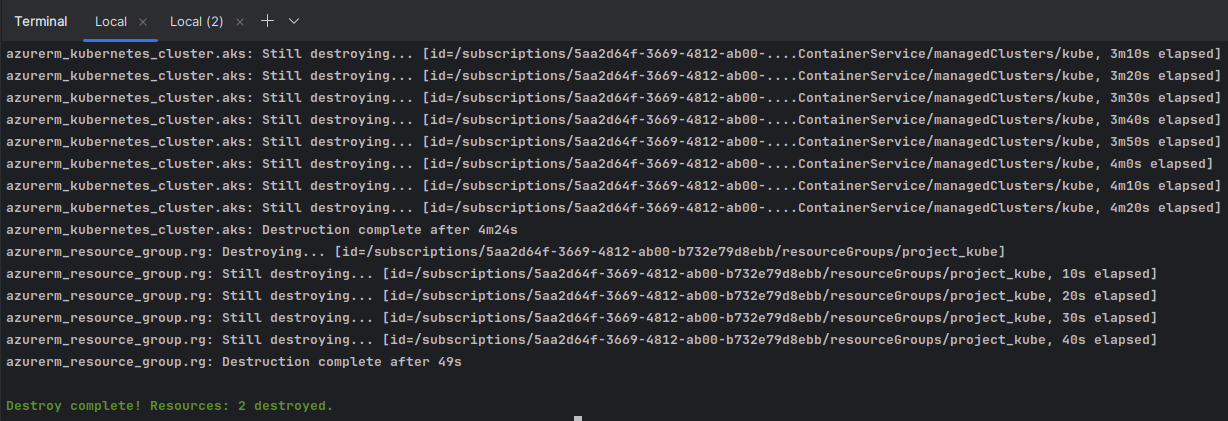 Terminal Local × Local (2) ×
azurerm_kubernetes_cluster.aks: Still destroying... [id=/subscriptions/5aa2d64f-3669-4812-ab00-....ContainerService/managedClusters/kube, 3m10s elapsed]
azurerm_kubernetes_cluster.aks: Still destroying... [id=/subscriptions/5aa2d64f-3669-4812-ab00-....ContainerService/managedClusters/kube, 3m20s elapsed]
azurerm_kubernetes_cluster.aks: Still destroying... [id=/subscriptions/5aa2d64f-3669-4812-ab00-....ContainerService/managedClusters/kube, 3m30s elapsed]
azurerm_kubernetes_cluster.aks: Still destroying... [id=/subscriptions/5aa2d64f-3669-4812-ab00-....ContainerService/managedClusters/kube, 3m40s elapsed]
azurerm_kubernetes_cluster.aks: Still destroying... [id=/subscriptions/5aa2d64f-3669-4812-ab00-....ContainerService/managedClusters/kube, 3m50s elapsed]
azurerm_kubernetes_cluster.aks: Still destroying... [id=/subscriptions/5aa2d64f-3669-4812-ab00-....ContainerService/managedClusters/kube, 4m0s elapsed]
azurerm_kubernetes_cluster.aks: Still destroying... [id=/subscriptions/5aa2d64f-3669-4812-ab00-....ContainerService/managedClusters/kube, 4m10s elapsed]
azurerm_kubernetes_cluster.aks: Still destroying... [id=/subscriptions/5aa2d64f-3669-4812-ab00-....ContainerService/managedClusters/kube, 4m20s elapsed]
azurerm_kubernetes_cluster.aks: Destruction complete after 4m24s
azurerm_resource_group.rg: Destroying... [id=/subscriptions/5aa2d64f-3669-4812-ab00-b732e79d8ebb/resourceGroups/project_kube]
azurerm_resource_group.rg: Still destroying... [id=/subscriptions/5aa2d64f-3669-4812-ab00-b732e79d8ebb/resourceGroups/project_kube, 10s elapsed]
azurerm_resource_group.rg: Still destroying... [id=/subscriptions/5aa2d64f-3669-4812-ab00-b732e79d8ebb/resourceGroups/project_kube, 20s elapsed]
azurerm_resource_group.rg: Still destroying... [id=/subscriptions/5aa2d64f-3669-4812-ab00-b732e79d8ebb/resourceGroups/project_kube, 30s elapsed]
azurerm_resource_group.rg: Still destroying... [id=/subscriptions/5aa2d64f-3669-4812-ab00-b732e79d8ebb/resourceGroups/project_kube, 40s elapsed]
azurerm_resource_group.rg: Destruction complete after 49s
Destroy complete! Resources: 2 destroyed.